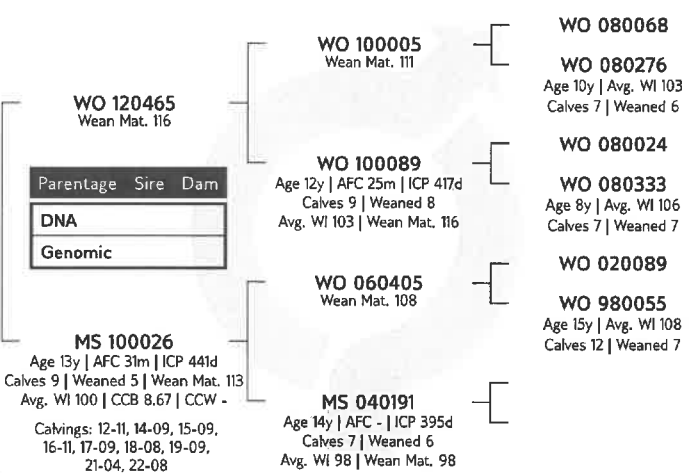 WO 120465
Wean Mat. 116
Parentage Sire Dam
DNA
Genomic
MS 100026
Age 13y | AFC 31m | ICP 441d
Calves 9 | Weaned 5 | Wean Mat. 113
Avg. WI 100 | CCB 8.67 | CCW -
Calvings: 12-11, 14-09, 15-09,
16-11, 17-09, 18-08, 19-09,
21-04, 22-08
WO 100005
Wean Mat. 111
WO 100089
Age 12y | AFC 25m | ICP 417d
Calves 9 | Weaned 8
Avg. WI 103 | Wean Mat. 116
WO 060405
Wean Mat. 108
MS 040191
Age 14y | AFC - | ICP 395d
Calves 7 | Weaned 6
Avg. WI 98 | Wean Mat. 98
WO 080068
WO 080276
Age 10y | Avg. WI 103
Calves 7 | Weaned 6
WO 080024
WO 080333
Age 8y | Avg. WI 106
Calves 7 | Weaned 7
WO 020089
WO 980055
Age 15y | Avg. WI 108
Calves 12 | Weaned 7